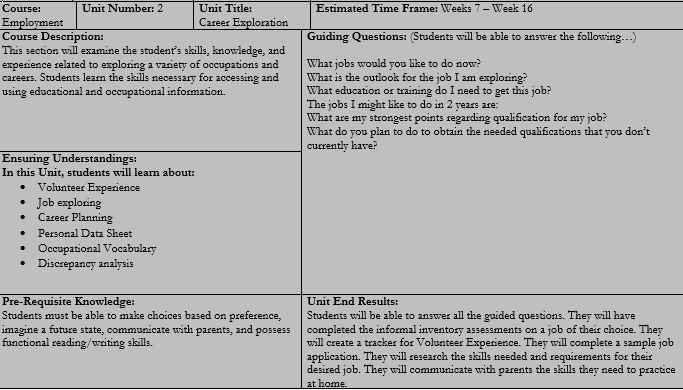 Course:
Employment
Unit Number: 2
Unit Title:
Career Exploration
Estimated Time Frame: Weeks 7 – Week 16
Course Description:
This section will examine the student's skills, knowledge, and
experience related to exploring a variety of occupations and
careers. Students learn the skills necessary for accessing and
using educational and occupational information.
Guiding Questions: (Students will be able to answer the following…)
What jobs would you like to do now?
What is the outlook for the job I am exploring?
What education or training do I need to get this job?
The jobs I might like to do in 2 years are:
What are my strongest points regarding qualification for my job?
What do you plan to do to obtain the needed qualifications that you don't
currently have?
Ensuring Understandings:
In this Unit, students will learn about:
• Volunteer Experience
• Job exploring
• Career Planning
• Personal Data Sheet
• Occupational Vocabulary
• Discrepancy analysis
Pre-Requisite Knowledge:
Students must be able to make choices based on preference,
imagine a future state, communicate with parents, and possess
functional reading/writing skills.
Unit End Results:
Students will be able to answer all the guided questions. They will have
completed the informal inventory assessments on a job of their choice. They
will create a tracker for Volunteer Experience. They will complete a sample job
application. They will research the skills needed and requirements for their
desired job. They will communicate with parents the skills they need to practice
at home.